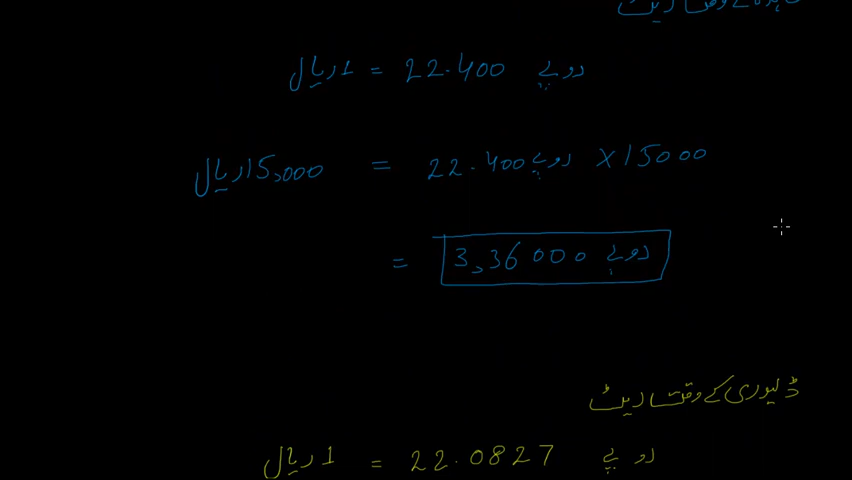 1 ریال = 22.400 روپے
15,000 ریال = 22.400 روپے × 15000
= 3,36000 روپے
ڈلیوری کے وقت ریٹ
1 ریال = 22.0827 روپے